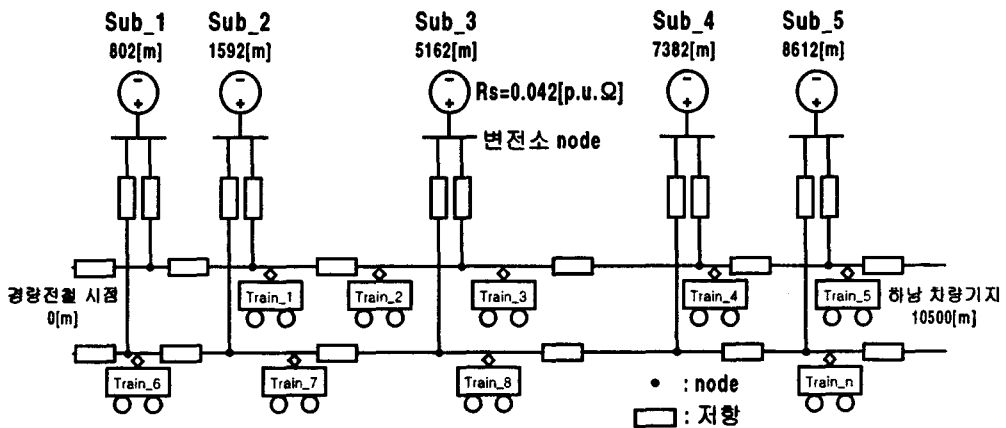 Sub_1
802[m]
Sub_2
1592[m]
Sub_3
5162[m]
Sub_4
7382[m]
Sub_5
8612[m]
Rs=0.042[p.u.Ω]
변전소 node
경량전철 시점
0[m]
Train_1
Train_2
Train_3
Train_4
Train_5
하남 차량기지
10500[m]
Train_6
Train_7
Train_8
Train_n
• : node
: 저항